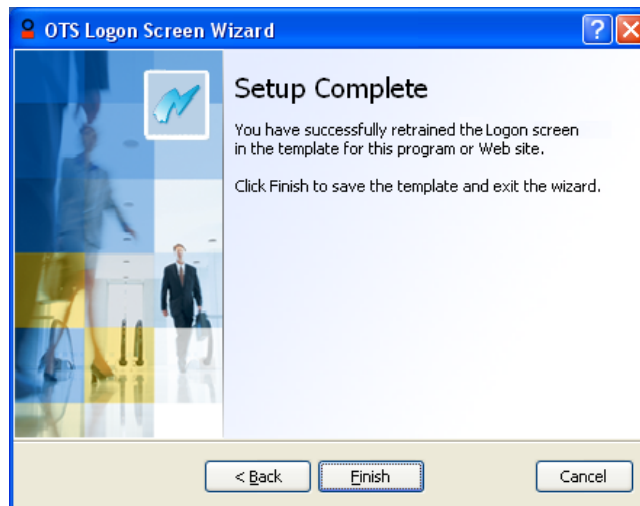 OTS Logon Screen Wizard
Setup Complete
You have successfully retrained the Logon screen
in the template for this program or Web site.
Click Finish to save the template and exit the wizard.
< Back
Finish
Cancel